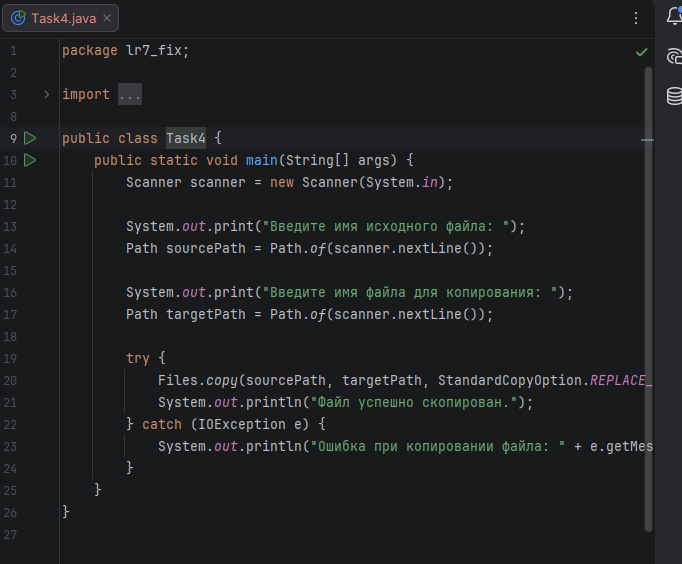 Task4.java
1 package lr7_fix;
2
3 import ...
8
9 public class Task4 {
10 public static void main(String[] args) {
11 Scanner scanner = new Scanner(System.in);
12
13 System.out.print("Введите имя исходного файла: ");
14 Path sourcePath = Path.of(scanner.nextLine());
15
16 System.out.print("Введите имя файла для копирования: ");
17 Path targetPath = Path.of(scanner.nextLine());
18
19 try {
20 Files.copy(sourcePath, targetPath, StandardCopyOption.REPLACE_
21 System.out.println("Файл успешно скопирован.");
22 } catch (IOException e) {
23 System.out.println("Ошибка при копировании файла: " + e.getMes
24 }
25 }
26 }
27